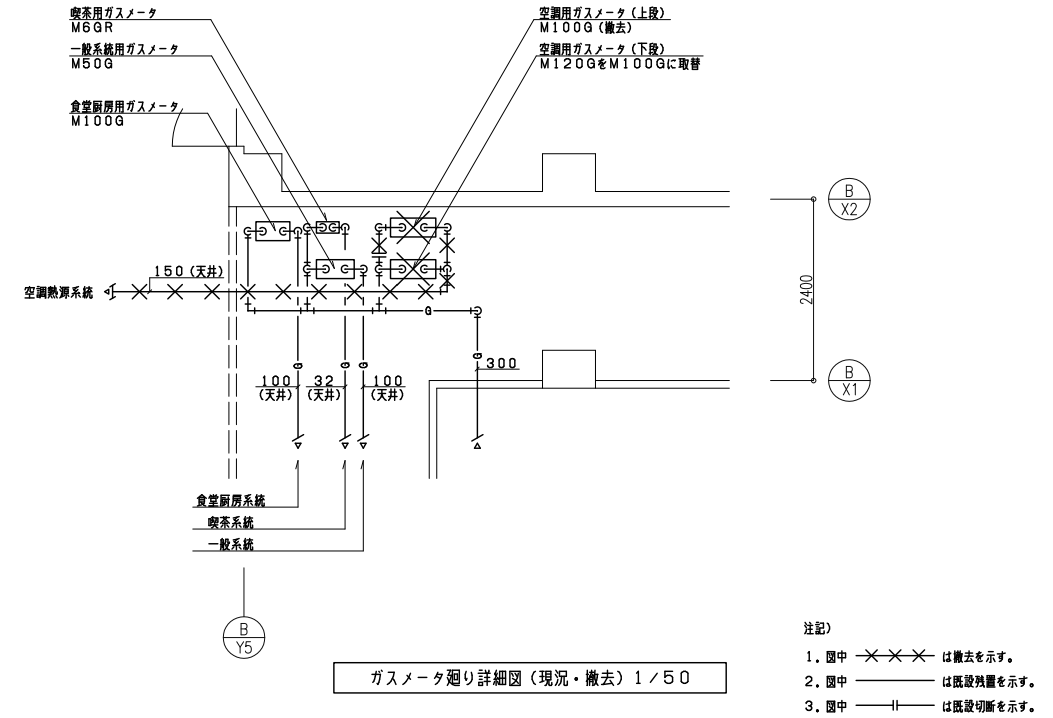 喫茶用ガスメータ
M6GR
一般系統用ガスメータ
M50G
食堂厨房用ガスメータ
M100G
空調用ガスメータ(上段)
M100G(撤去)
空調用ガスメータ(下段)
M120GをM100Gに取替
B
X2
2400
B
X1
150(天井)
空調熱源系統
G
G
G
G
G
300
100
(天井)
32
(天井)
100
(天井)
食堂厨房系統
喫茶系統
一般系統
B
Y5
ガスメータ廻り詳細図(現況・撤去)1/50
注記)
1.図中 は撤去を示す。
2.図中 は既設残置を示す。
3.図中 は既設切断を示す。